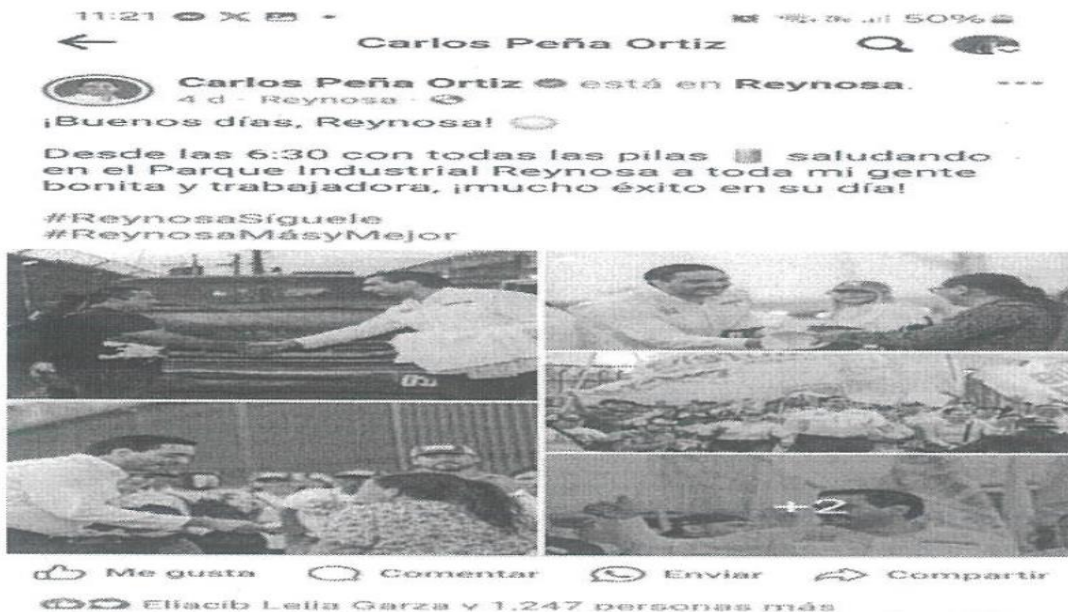 11:21
50%
Carlos Peña Ortiz
Carlos Peña Ortiz está en Reynosa.
4 d · Reynosa ·
¡Buenos días, Reynosa!
Desde las 6:30 con todas las pilas saludando
en el Parque Industrial Reynosa a toda mi gente
bonita y trabajadora, ¡mucho éxito en su día!
#ReynosaSíguele
#ReynosaMásyMejor
+2
Me gusta Comentar Enviar Compartir
Eliacib Leija Garza y 1,247 personas más